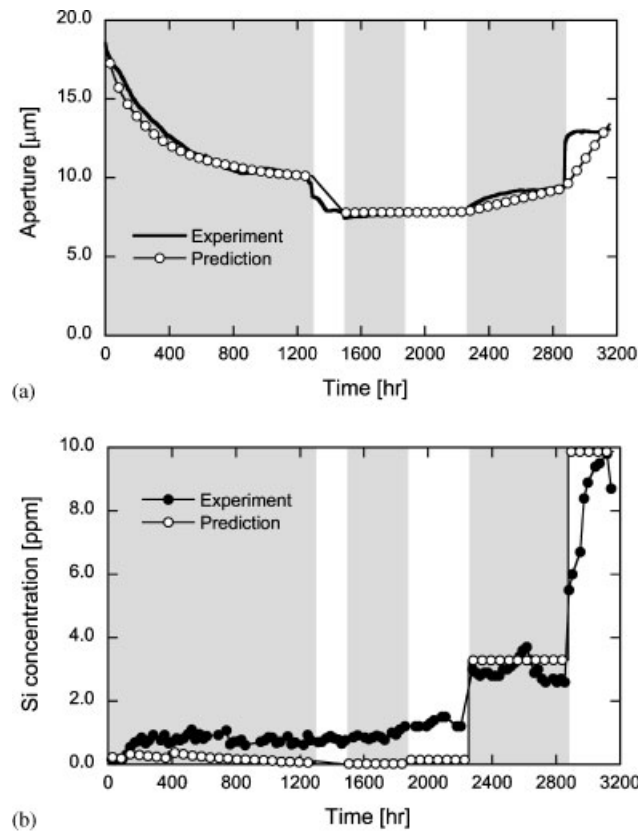 20.0
15.0
10.0
5.0
0.0
Aperture [μm]
Experiment
Prediction
0 400 800 1200 1600 2000 2400 2800 3200
Time [hr]
(a)
10.0
8.0
6.0
4.0
2.0
0.0
Si concentration [ppm]
Experiment
Prediction
0 400 800 1200 1600 2000 2400 2800 3200
Time [hr]
(b)